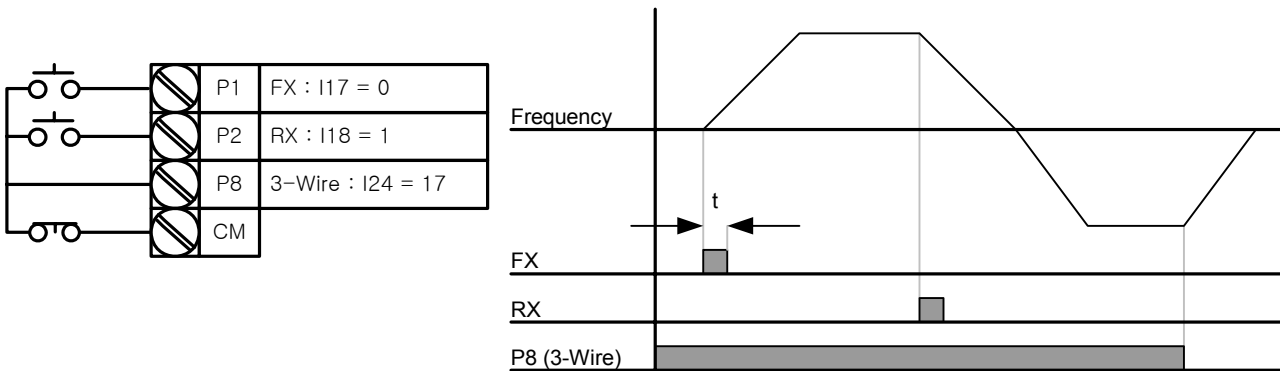 P1 FX : I17 = 0
P2 RX : I18 = 1
P8 3-Wire : I24 = 17
CM
Frequency
t
FX
RX
P8 (3-Wire)